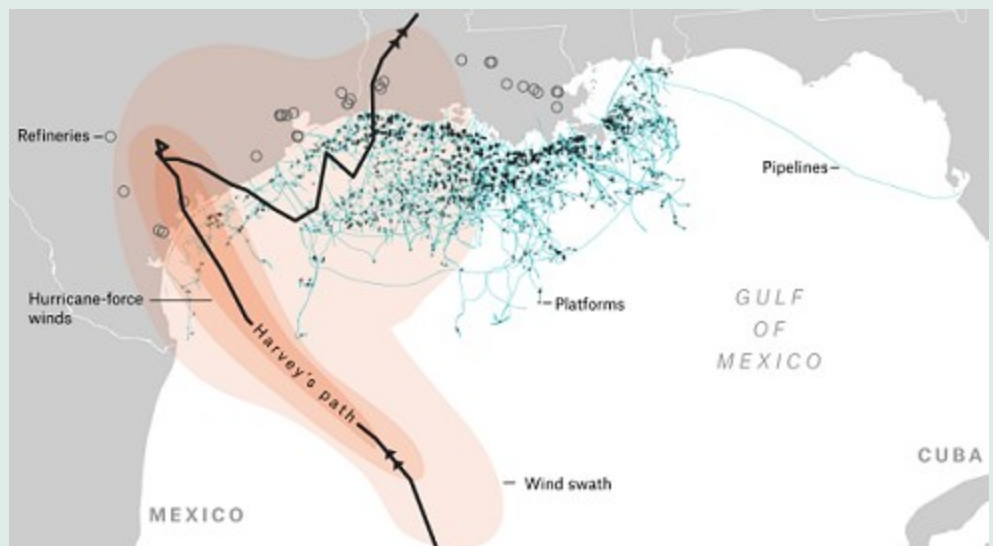 Refineries
Pipelines
Hurricane-force
winds
Platforms
GULF
OF
MEXICO
Harvey's path
CUBA
Wind swath
MEXICO